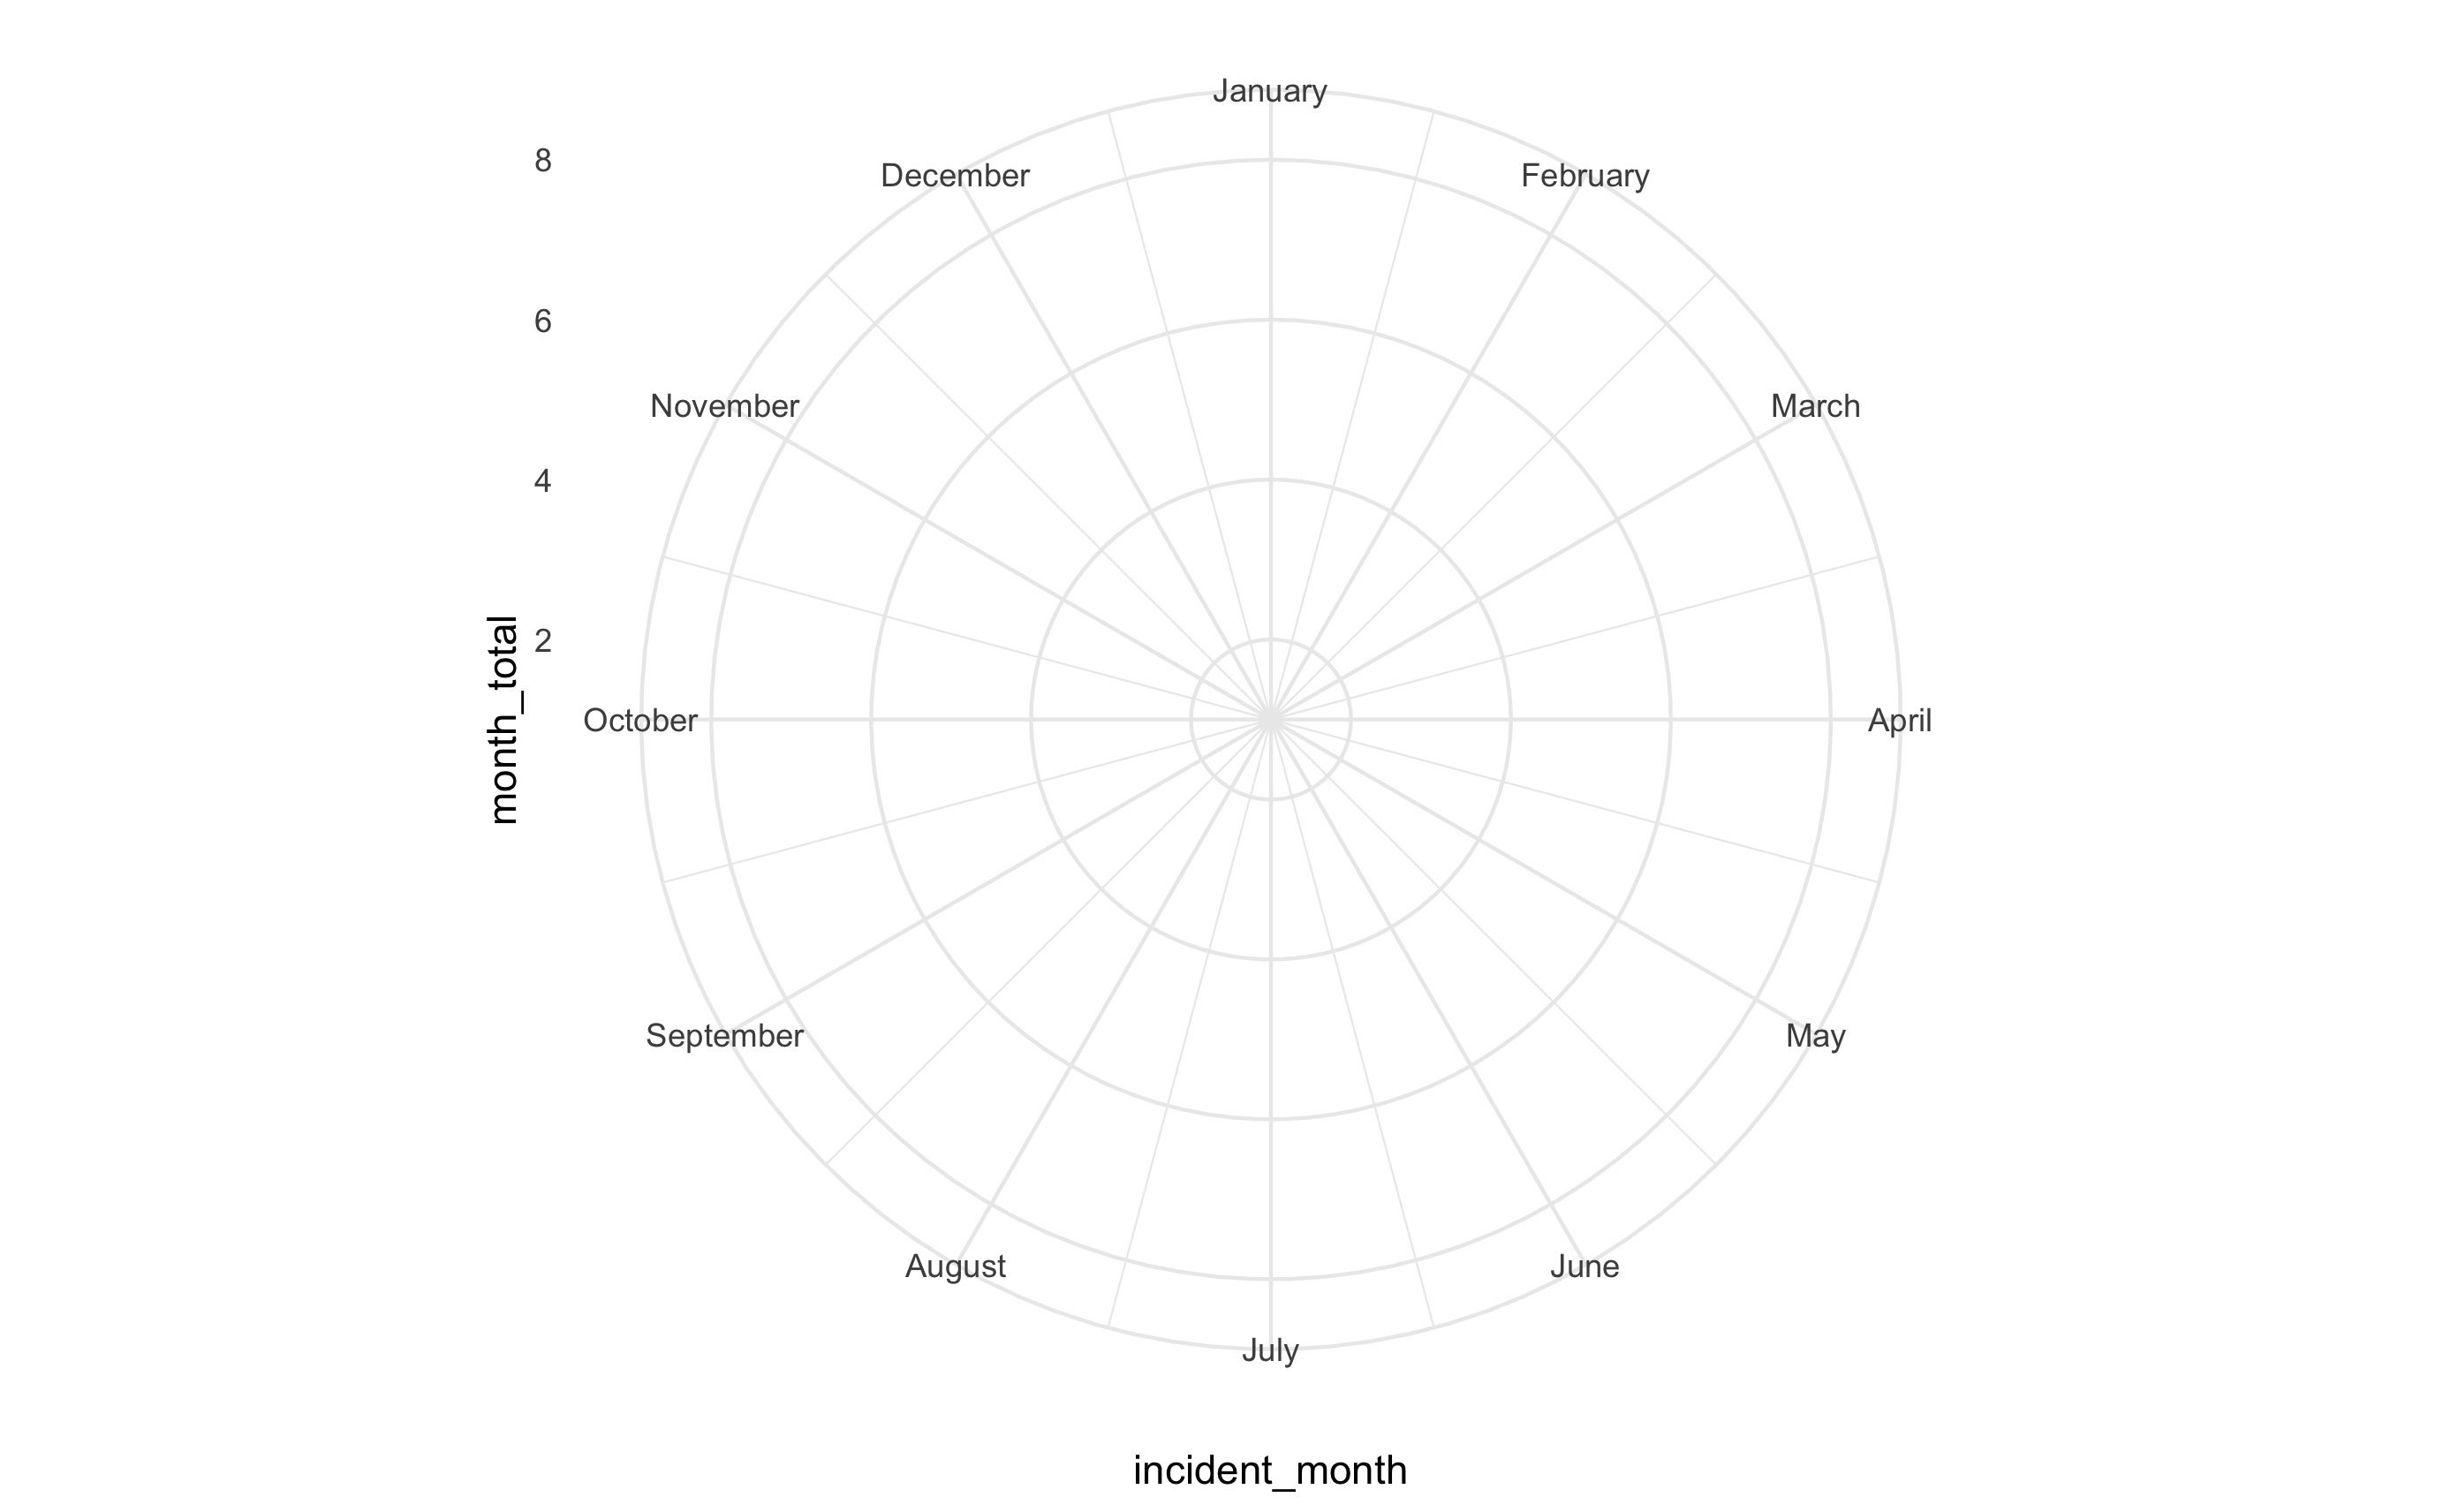 January
8
December
February
6
November
March
4
month_total
2
October
April
September
May
August
June
July
incident_month